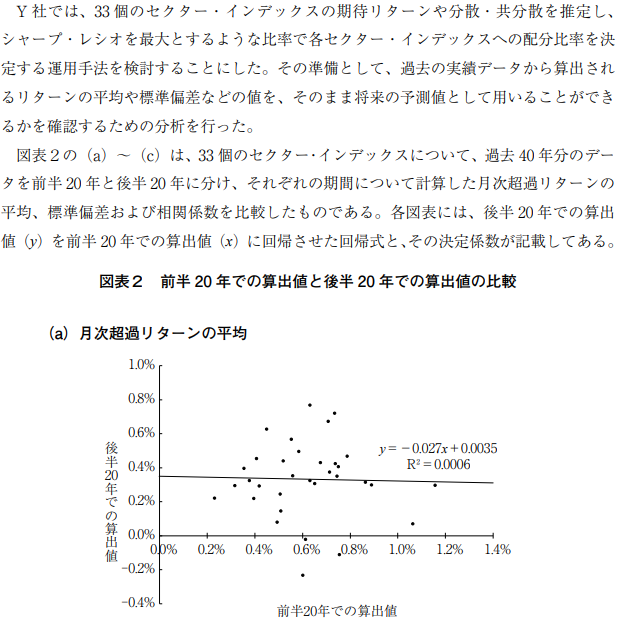 Ｙ社では、33 個のセクター・インデックスの期待リターンや分散・共分散を推定し、
シャープ・レシオを最大とするような比率で各セクター・インデックスへの配分比率を決
定する運用手法を検討することにした。その準備として、過去の実績データから算出され
るリターンの平均や標準偏差などの値を、そのまま将来の予測値として用いることができ
るかを確認するための分析を行った。
図表２の（a）～（c）は、33 個のセクター・インデックスについて、過去 40 年分のデー
タを前半 20 年と後半 20 年に分け、それぞれの期間について計算した月次超過リターンの
平均、標準偏差および相関係数を比較したものである。各図表には、後半 20 年での算出
値（y）を前半 20 年での算出値（x）に回帰させた回帰式と、その決定係数が記載してある。
図表２　前半 20 年での算出値と後半 20 年での算出値の比較
（a）月次超過リターンの平均
1.0%
0.8%
0.6%
0.4%
0.2%
0.0%
−0.2%
−0.4%
後半20年での算出値
y = −0.027x + 0.0035
R² = 0.0006
0.0% 0.2% 0.4% 0.6% 0.8% 1.0% 1.2% 1.4%
前半20年での算出値